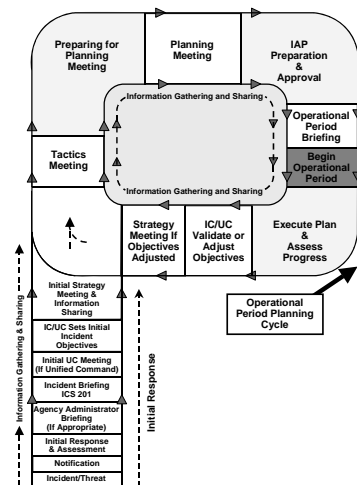 Preparing for
Planning
Meeting
Planning
Meeting
IAP
Preparation
&
Approval
Information Gathering and Sharing
Operational
Period
Briefing
Tactics
Meeting
Begin
Operational
Period
Information Gathering and Sharing
Strategy
Meeting If
Objectives
Adjusted
IC/UC
Validate or
Adjust
Objectives
Execute Plan
&
Assess
Progress
Initial Strategy
Meeting &
Information
Sharing
IC/UC Sets Initial
Incident
Objectives
Initial UC Meeting
(If Unified Command)
Incident Briefing
ICS 201
Agency Administrator
Briefing
(If Appropriate)
Initial Response
& Assessment
Notification
Incident/Threat
Information Gathering & Sharing
Initial Response
Operational
Period Planning
Cycle